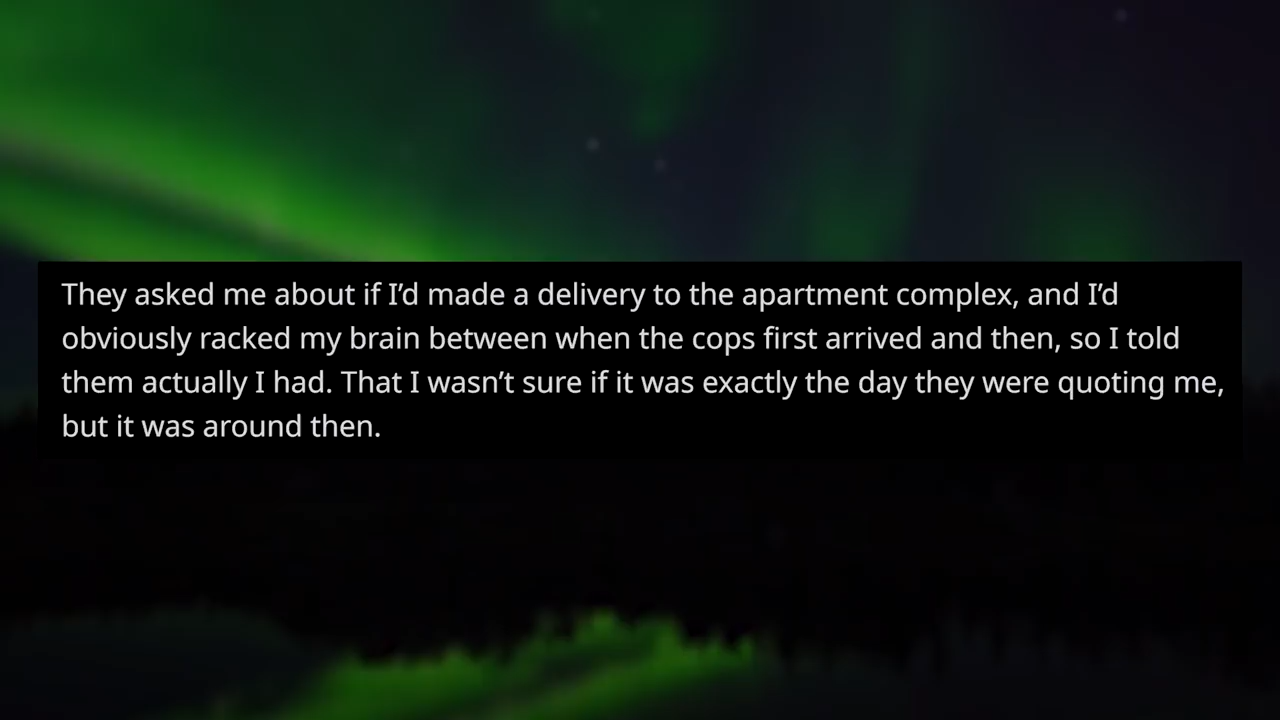 They asked me about if I’d made a delivery to the apartment complex, and I’d
obviously racked my brain between when the cops first arrived and then, so I told
them actually I had. That I wasn’t sure if it was exactly the day they were quoting me,
but it was around then.